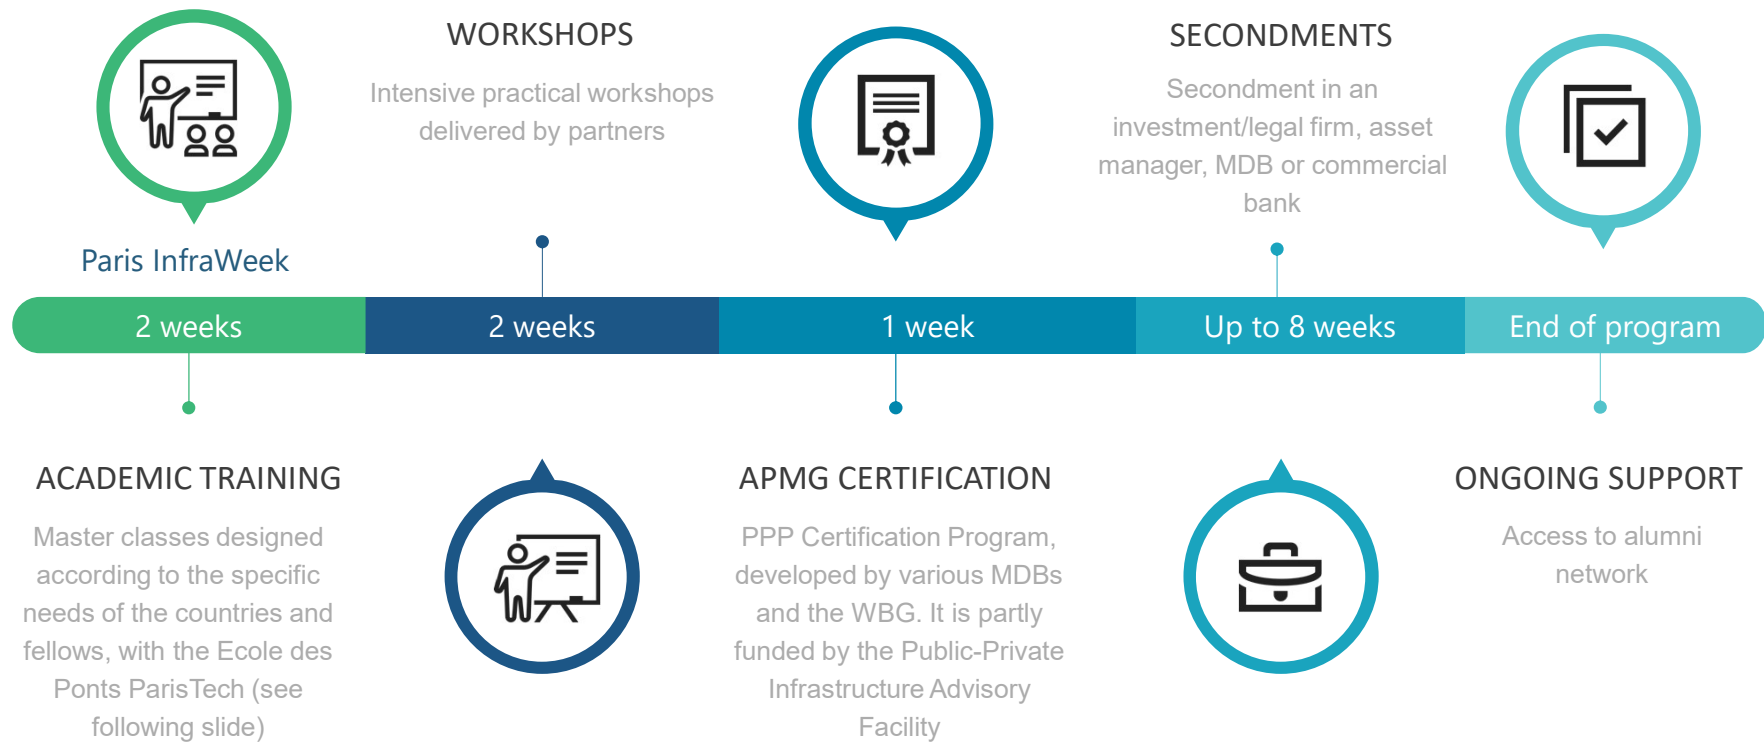 WORKSHOPS
Intensive practical workshops
delivered by partners
SECONDMENTS
Secondment in an
investment/legal firm, asset
manager, MDB or commercial
bank
Paris InfraWeek
2 weeks
2 weeks
1 week
Up to 8 weeks
End of program
ACADEMIC TRAINING
Master classes designed
according to the specific
needs of the countries and
fellows, with the Ecole des
Ponts ParisTech (see
following slide)
APMG CERTIFICATION
PPP Certification Program,
developed by various MDBs
and the WBG. It is partly
funded by the Public-Private
Infrastructure Advisory
Facility
ONGOING SUPPORT
Access to alumni
network